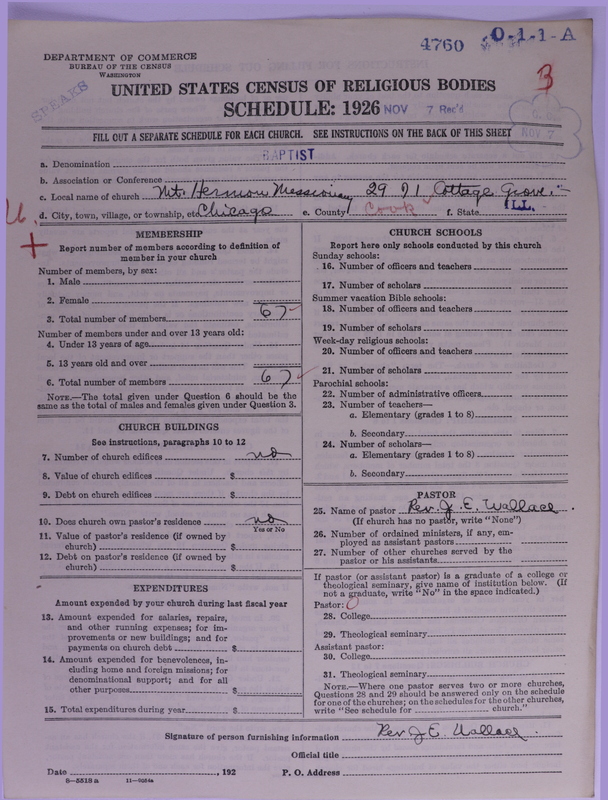 4760 O-1-1-A
DEPARTMENT OF COMMERCE
BUREAU OF THE CENSUS
WASHINGTON
SPEAKS
3
UNITED STATES CENSUS OF RELIGIOUS BODIES
SCHEDULE: 1926 NOV 7 Rec'd
NOV 7
FILL OUT A SEPARATE SCHEDULE FOR EACH CHURCH. SEE INSTRUCTIONS ON THE BACK OF THIS SHEET
BAPTIST
a. Denomination
b. Association or Conference
c. Local name of church Mt. Hermon Missionary 2971 Cottage Grove
d. City, town, village, or township, etc. Chicago e. County Cook f. State ILL.
U.
+
MEMBERSHIP
Report number of members according to definition of
member in your church
Number of members, by sex:
1. Male
2. Female
3. Total number of members 67
Number of members under and over 13 years old:
4. Under 13 years of age
5. 13 years old and over
6. Total number of members 67
NOTE.—The total given under Question 6 should be the
same as the total of males and females given under Question 3.
CHURCH BUILDINGS
See instructions, paragraphs 10 to 12
7. Number of church edifices no
8. Value of church edifices $
9. Debt on church edifices $
10. Does church own pastor's residence no
Yes or No
11. Value of pastor's residence (if owned by
church) $
12. Debt on pastor's residence (if owned by
church) $
EXPENDITURES
Amount expended by your church during last fiscal year
13. Amount expended for salaries, repairs,
and other running expenses; for im-
provements or new buildings; and for
payments on church debt $
14. Amount expended for benevolences, in-
cluding home and foreign missions; for
denominational support; and for all
other purposes $
15. Total expenditures during year $
CHURCH SCHOOLS
Report here only schools conducted by this church
Sunday schools:
16. Number of officers and teachers
17. Number of scholars
Summer vacation Bible schools:
18. Number of officers and teachers
19. Number of scholars
Week-day religious schools:
20. Number of officers and teachers
21. Number of scholars
Parochial schools:
22. Number of administrative officers
23. Number of teachers—
a. Elementary (grades 1 to 8)
b. Secondary
24. Number of scholars—
a. Elementary (grades 1 to 8)
b. Secondary
PASTOR
25. Name of pastor Rev. J. E. Wallace
(If church has no pastor, write "None")
26. Number of ordained ministers, if any, em-
ployed as assistant pastors
27. Number of other churches served by the
pastor or his assistants
If pastor (or assistant pastor) is a graduate of a college or
theological seminary, give name of institution below. (If
not a graduate, write "No" in the space indicated.)
Pastor: O
28. College
29. Theological seminary
Assistant pastor:
30. College
31. Theological seminary
NOTE.—Where one pastor serves two or more churches,
Questions 28 and 29 should be answered only on the schedule
for one of the churches; on the schedules for the other churches,
write "See schedule for church."
Signature of person furnishing information Rev J. E. Wallace
Official title
Date , 192 P. O. Address
8—5518 a 11—9054a